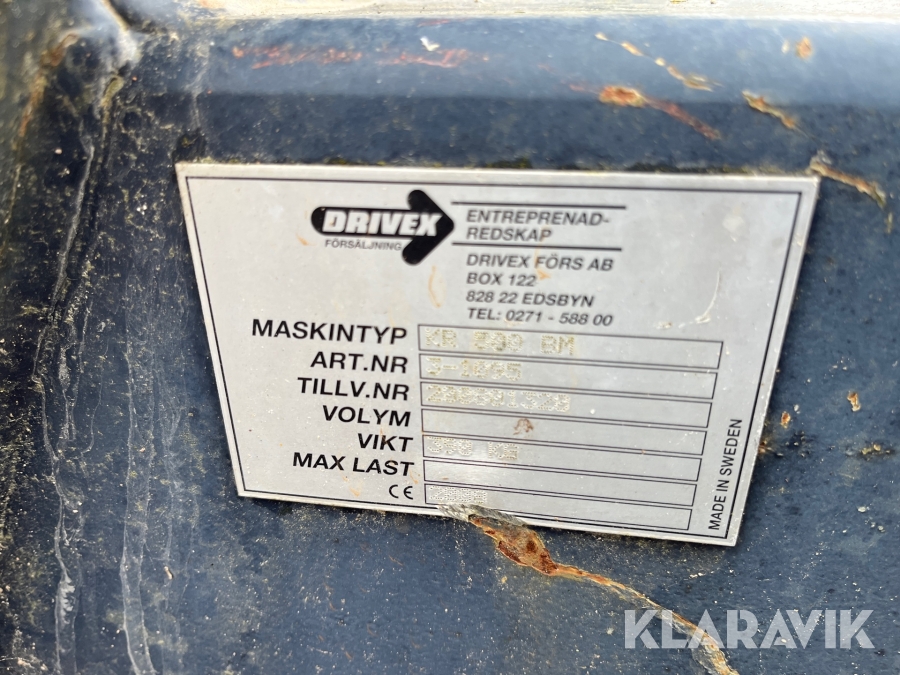 DRIVEX
FÖRSÄLJNING
ENTREPRENAD-
REDSKAP
DRIVEX FÖRS AB
BOX 122
828 22 EDSBYN
TEL: 0271 - 588 00
MASKINTYP BM
ART.NR
TILLV.NR
VOLYM
VIKT
MAX LAST
CE
MADE IN SWEDEN
KLARAVIK